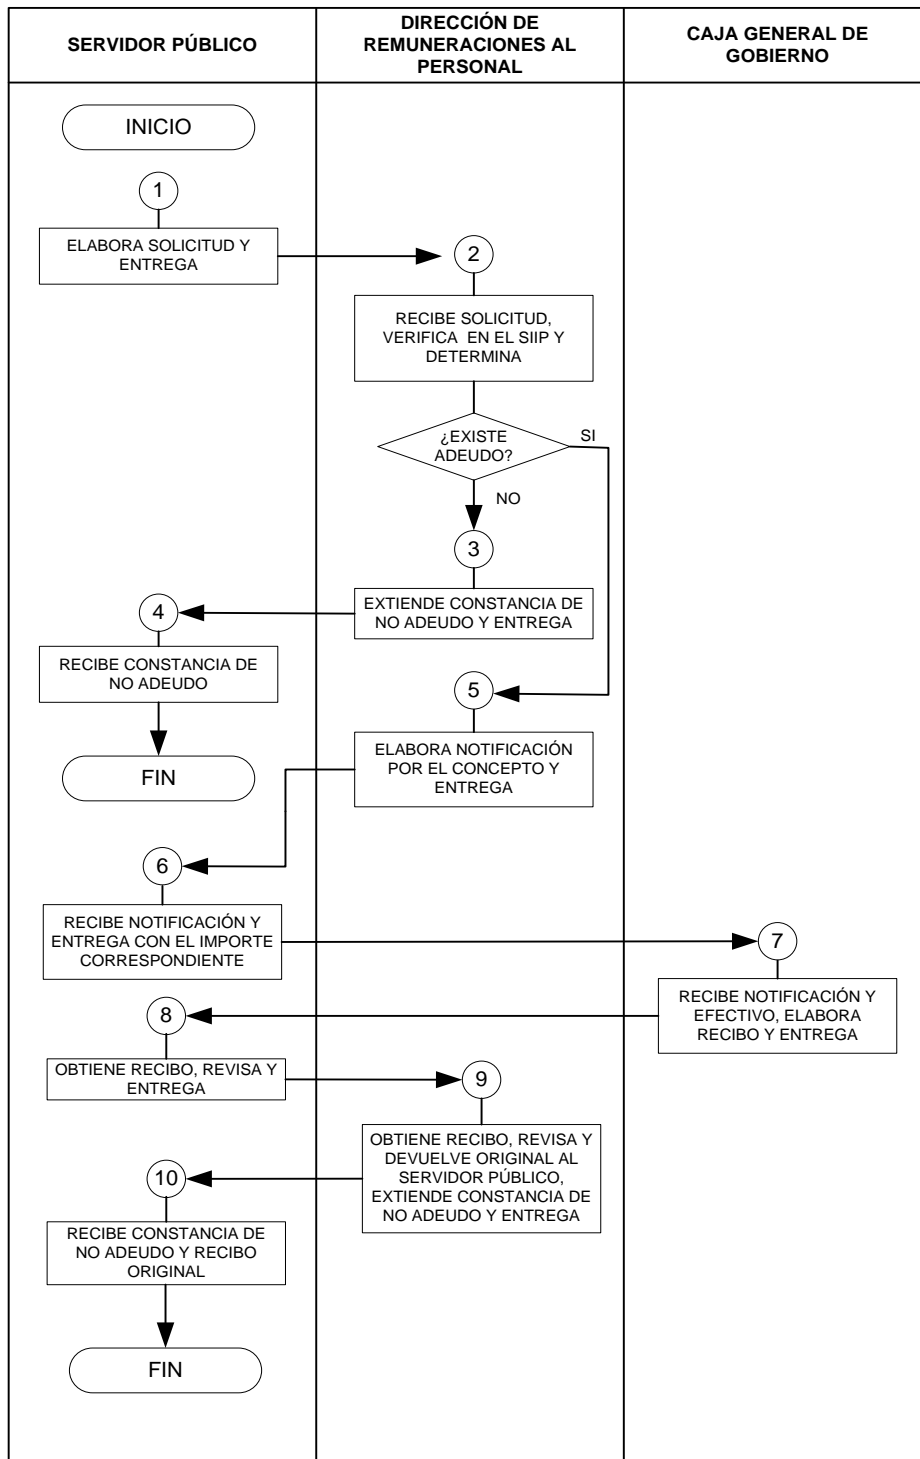 SERVIDOR PÚBLICO
DIRECCIÓN DE
REMUNERACIONES AL
PERSONAL
CAJA GENERAL DE
GOBIERNO
INICIO
1
ELABORA SOLICITUD Y
ENTREGA
2
RECIBE SOLICITUD,
VERIFICA EN EL SIIP Y
DETERMINA
¿EXISTE
ADEUDO?
SI
NO
3
EXTIENDE CONSTANCIA DE
NO ADEUDO Y ENTREGA
4
RECIBE CONSTANCIA DE
NO ADEUDO
FIN
5
ELABORA NOTIFICACIÓN
POR EL CONCEPTO Y
ENTREGA
6
RECIBE NOTIFICACIÓN Y
ENTREGA CON EL IMPORTE
CORRESPONDIENTE
7
RECIBE NOTIFICACIÓN Y
EFECTIVO, ELABORA
RECIBO Y ENTREGA
8
OBTIENE RECIBO, REVISA Y
ENTREGA
9
OBTIENE RECIBO, REVISA Y
DEVUELVE ORIGINAL AL
SERVIDOR PÚBLICO,
EXTIENDE CONSTANCIA DE
NO ADEUDO Y ENTREGA
10
RECIBE CONSTANCIA DE
NO ADEUDO Y RECIBO
ORIGINAL
FIN